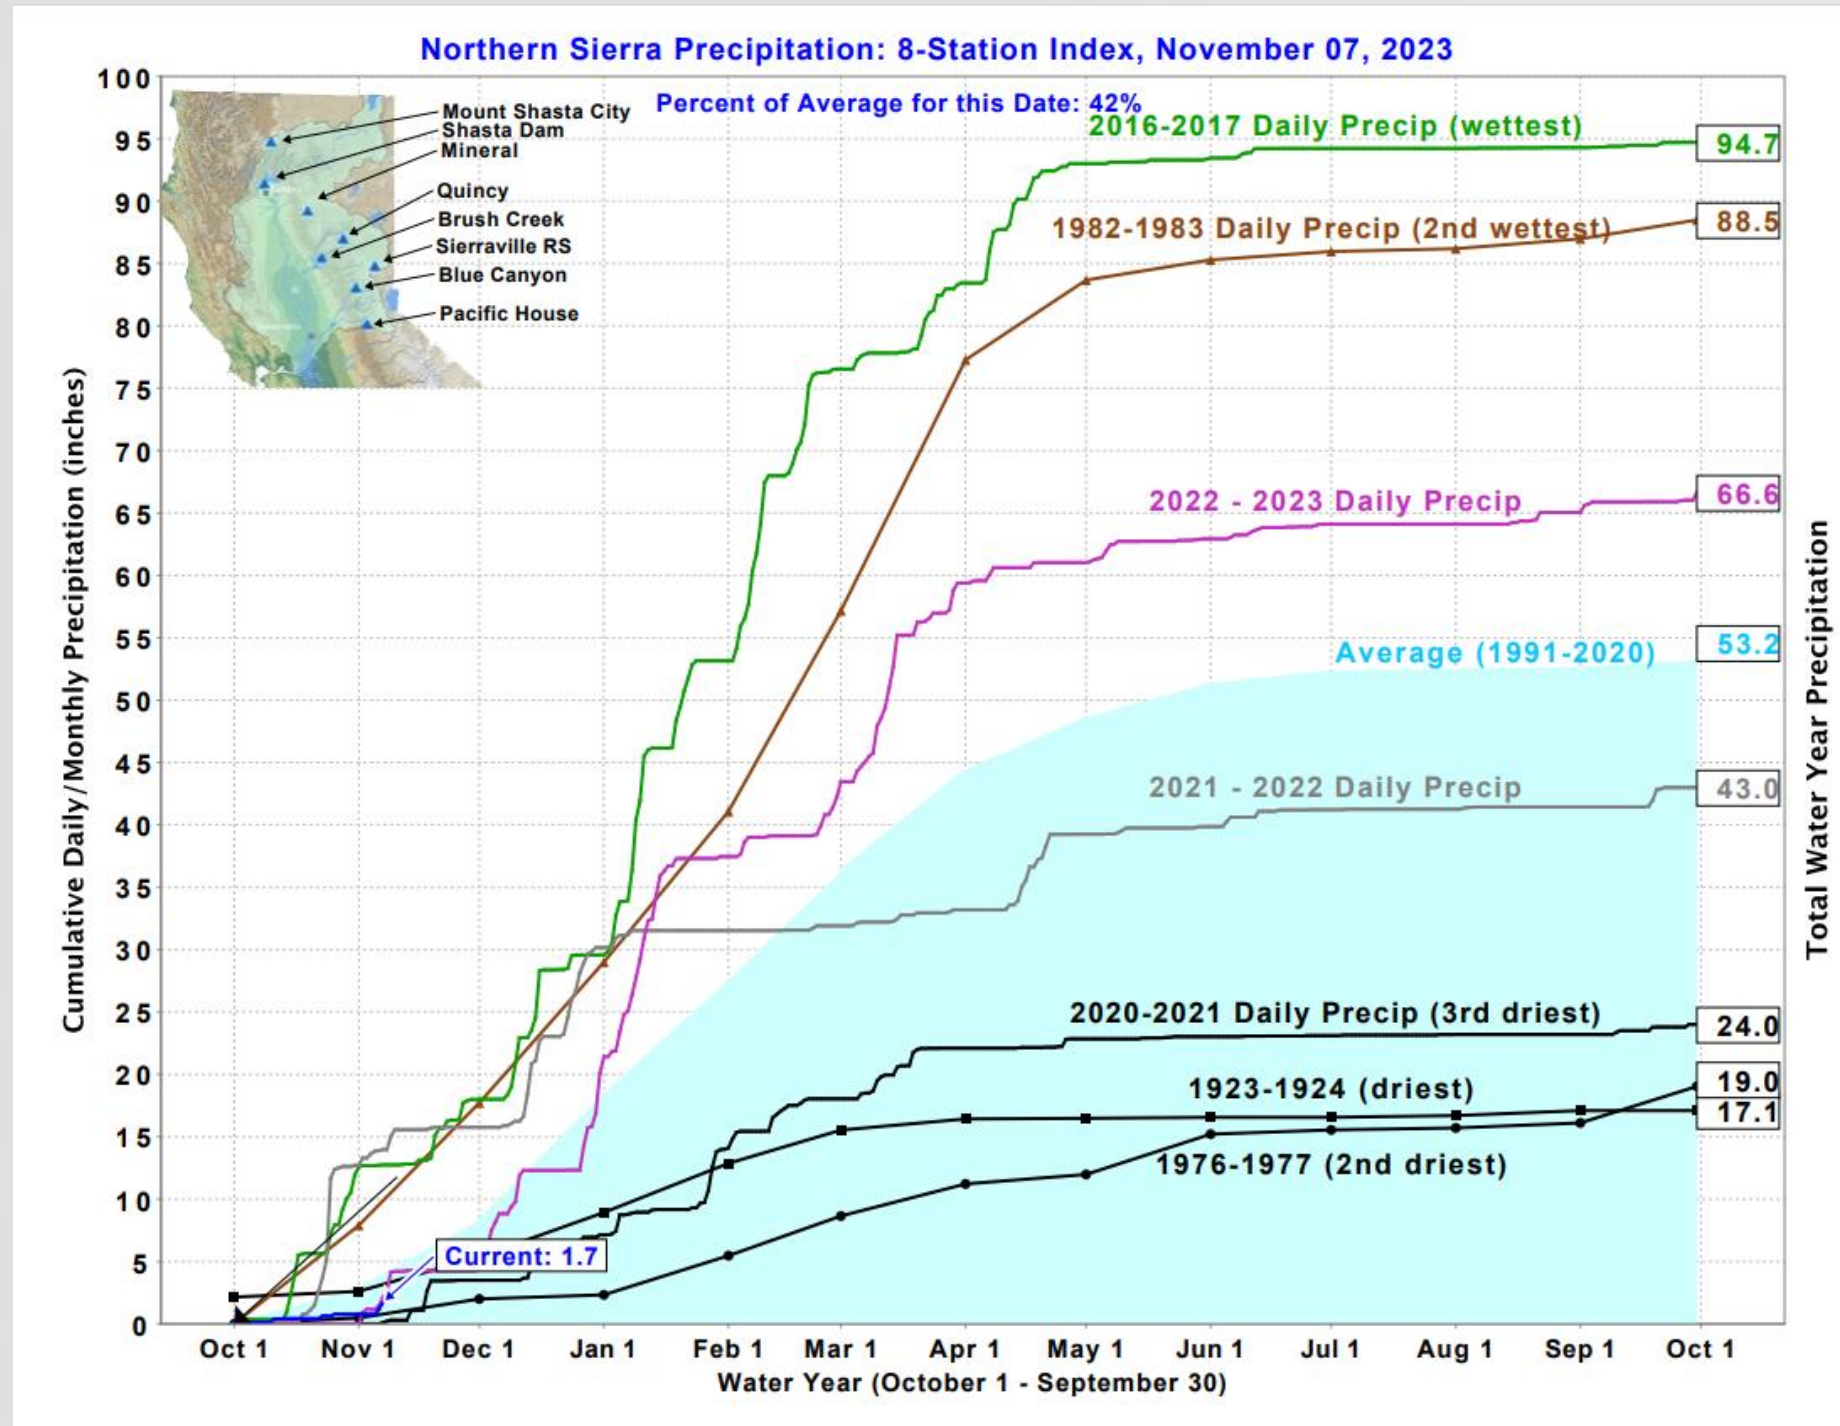 Northern Sierra Precipitation: 8-Station Index, November 07, 2023
Percent of Average for this Date: 42%
Mount Shasta City
Shasta Dam
Mineral
Quincy
Brush Creek
Sierraville RS
Blue Canyon
Pacific House
2016-2017 Daily Precip (wettest)
94.7
1982-1983 Daily Precip (2nd wettest)
88.5
2022 - 2023 Daily Precip
66.6
Average (1991-2020)
53.2
2021 - 2022 Daily Precip
43.0
2020-2021 Daily Precip (3rd driest)
24.0
1923-1924 (driest)
19.0
17.1
1976-1977 (2nd driest)
Current: 1.7
Cumulative Daily/Monthly Precipitation (inches)
100
95
90
85
80
75
70
65
60
55
50
45
40
35
30
25
20
15
10
5
0
Total Water Year Precipitation
Oct 1 Nov 1 Dec 1 Jan 1 Feb 1 Mar 1 Apr 1 May 1 Jun 1 Jul 1 Aug 1 Sep 1 Oct 1
Water Year (October 1 - September 30)